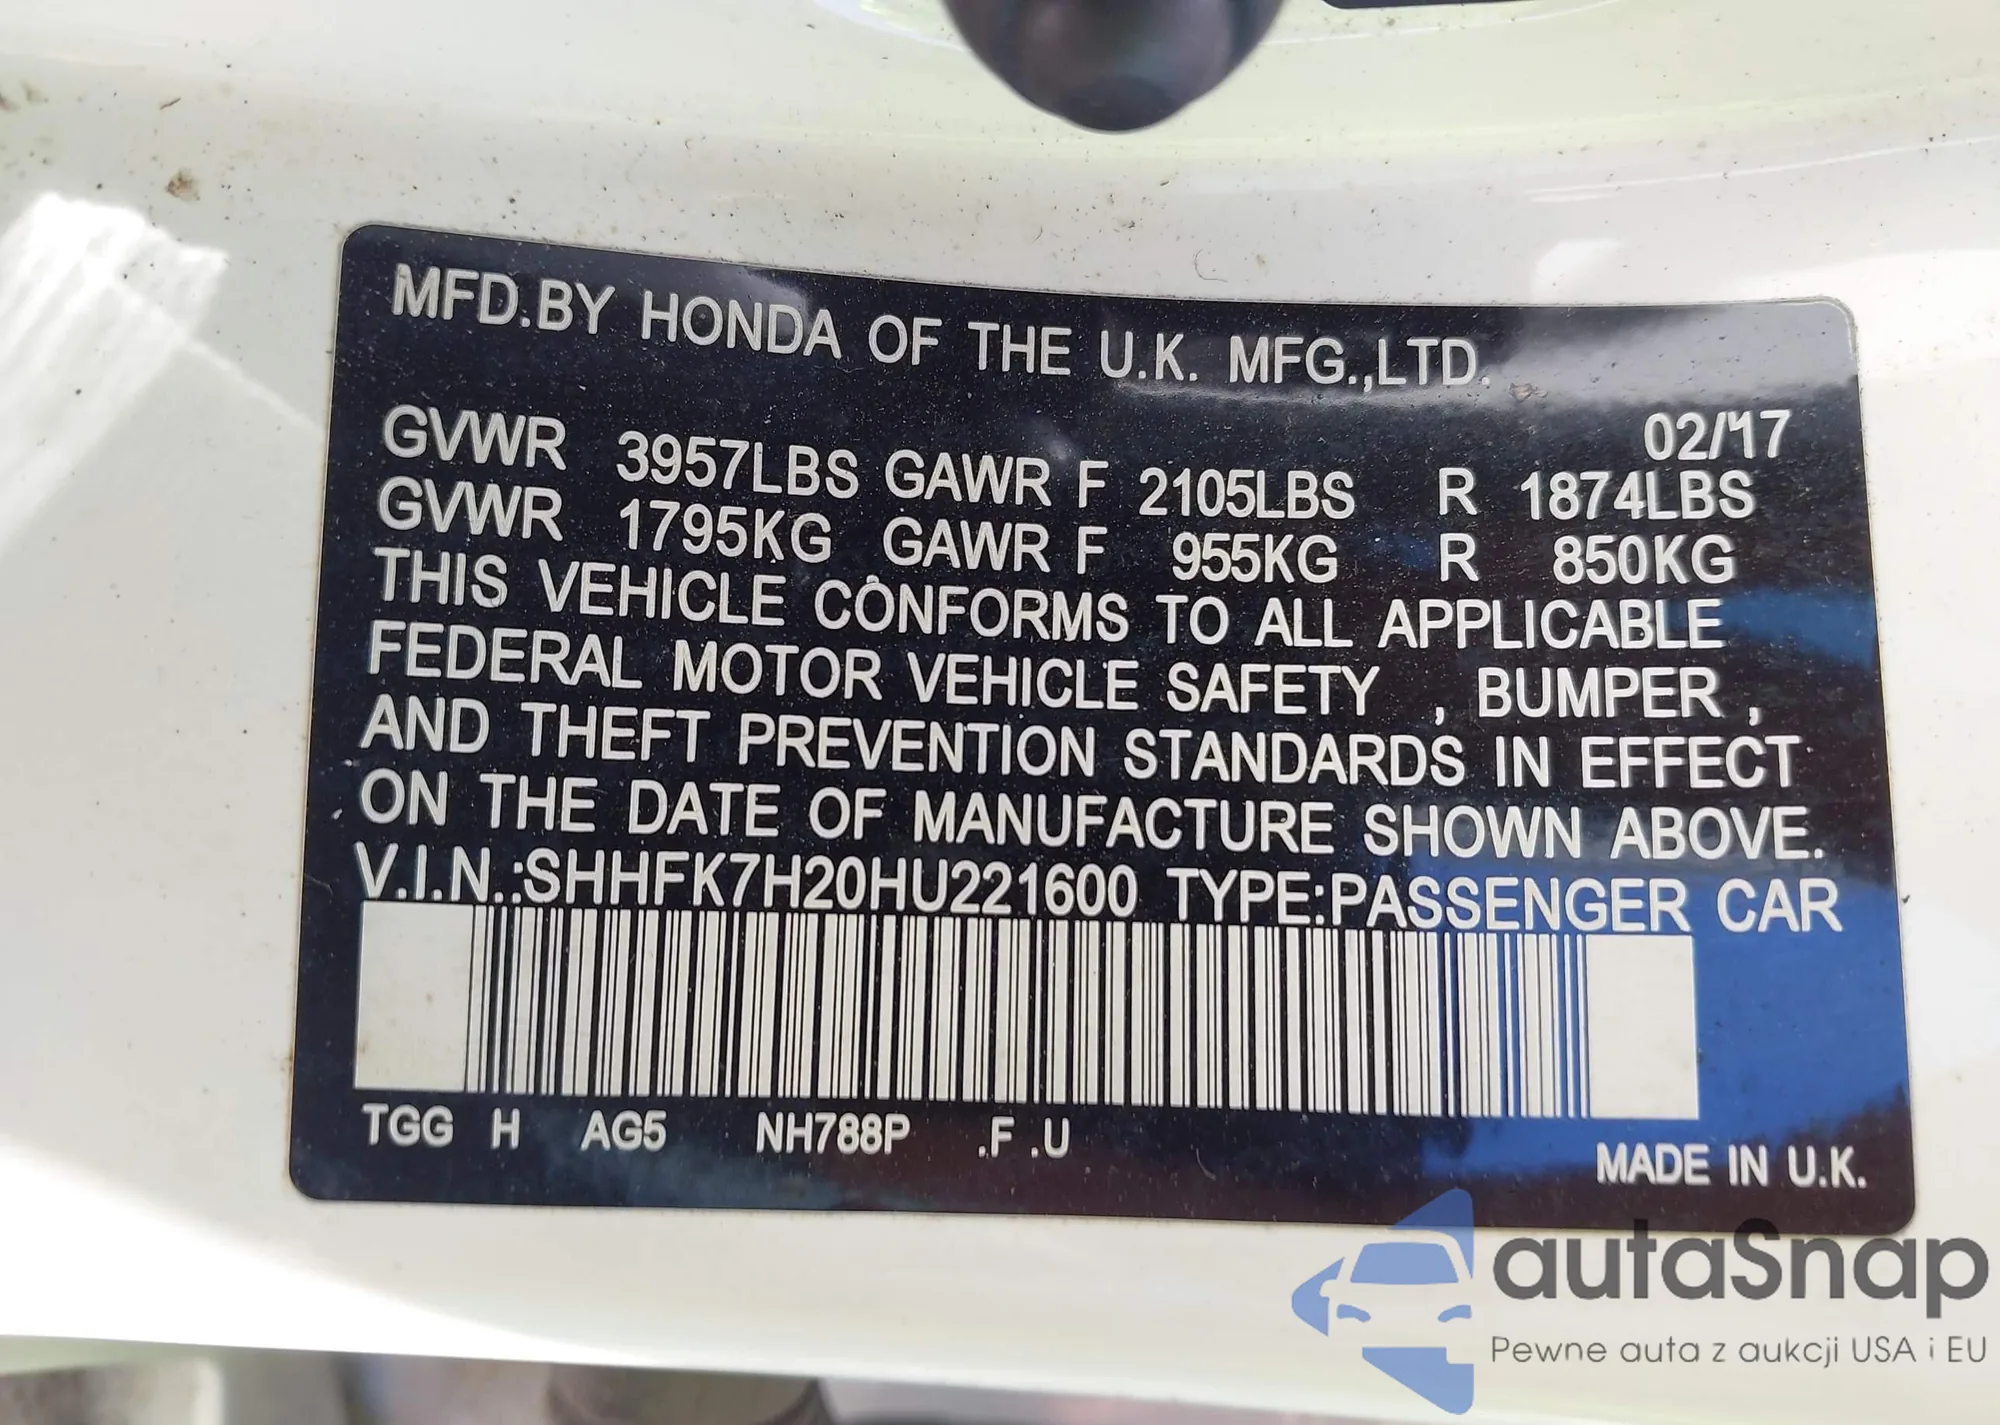 MFD.BY HONDA OF THE U.K. MFG.,LTD.
02/'17
GVWR 3957LBS GAWR F 2105LBS R 1874LBS
GVWR 1795KG GAWR F 955KG R 850KG
THIS VEHICLE CONFORMS TO ALL APPLICABLE
FEDERAL MOTOR VEHICLE SAFETY , BUMPER ,
AND THEFT PREVENTION STANDARDS IN EFFECT
ON THE DATE OF MANUFACTURE SHOWN ABOVE.
V.I.N.:SHHFK7H20HU221600 TYPE:PASSENGER CAR
TGG H AG5 NH788P .F .U
MADE IN U.K.
autaSnap
Pewne auta z aukcji USA i EU